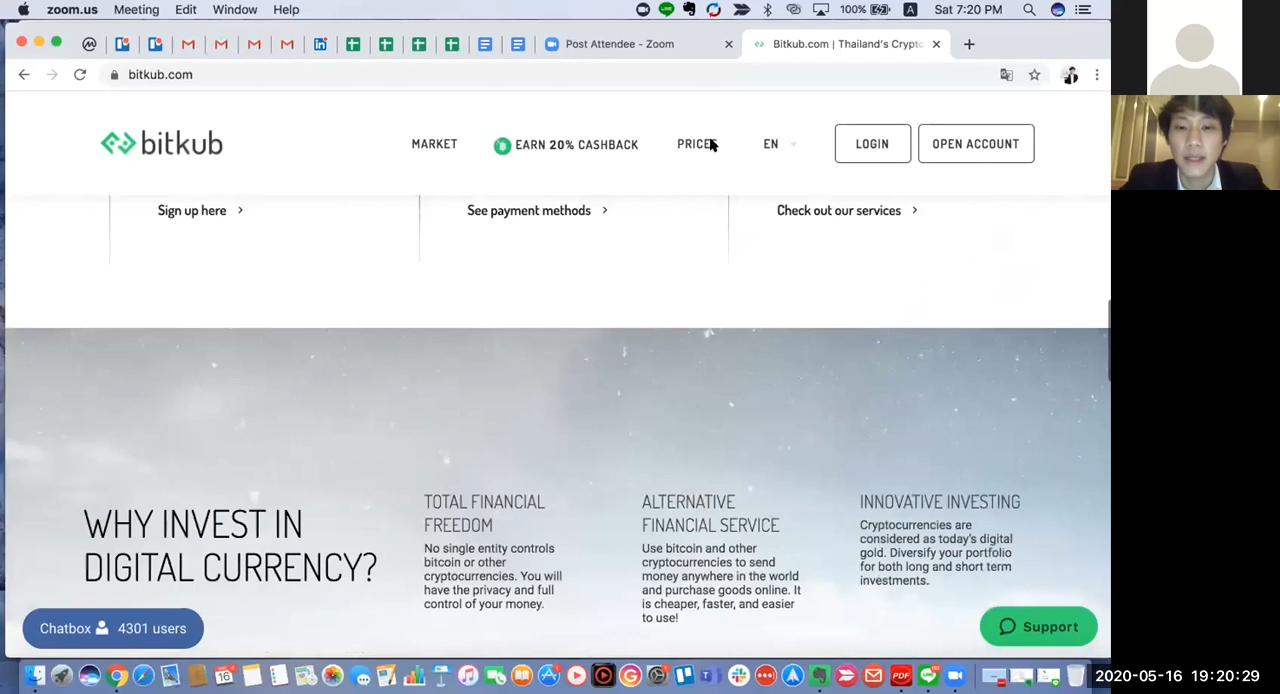 zoom.us Meeting Edit Window Help 100% A Sat 7:20 PM
Post Attendee - Zoom Bitkub.com | Thailand's Crypto
bitkub.com
bitkub MARKET EARN 20% CASHBACK EN LOGIN OPEN ACCOUNT
Sign up here See payment methods Check out our services
WHY INVEST IN
DIGITAL CURRENCY?
TOTAL FINANCIAL
FREEDOM
No single entity controls
bitcoin or other
cryptocurrencies. You will
have the privacy and full
control of your money.
ALTERNATIVE
FINANCIAL SERVICE
Use bitcoin and other
cryptocurrencies to send
money anywhere in the world
and purchase goods online. It
is cheaper, faster, and easier
to use!
INNOVATIVE INVESTING
Cryptocurrencies are
considered as today's digital
gold. Diversify your portfolio
for both long and short term
investments.
Chatbox 4301 users
Support
2020-05-16 19:20:29